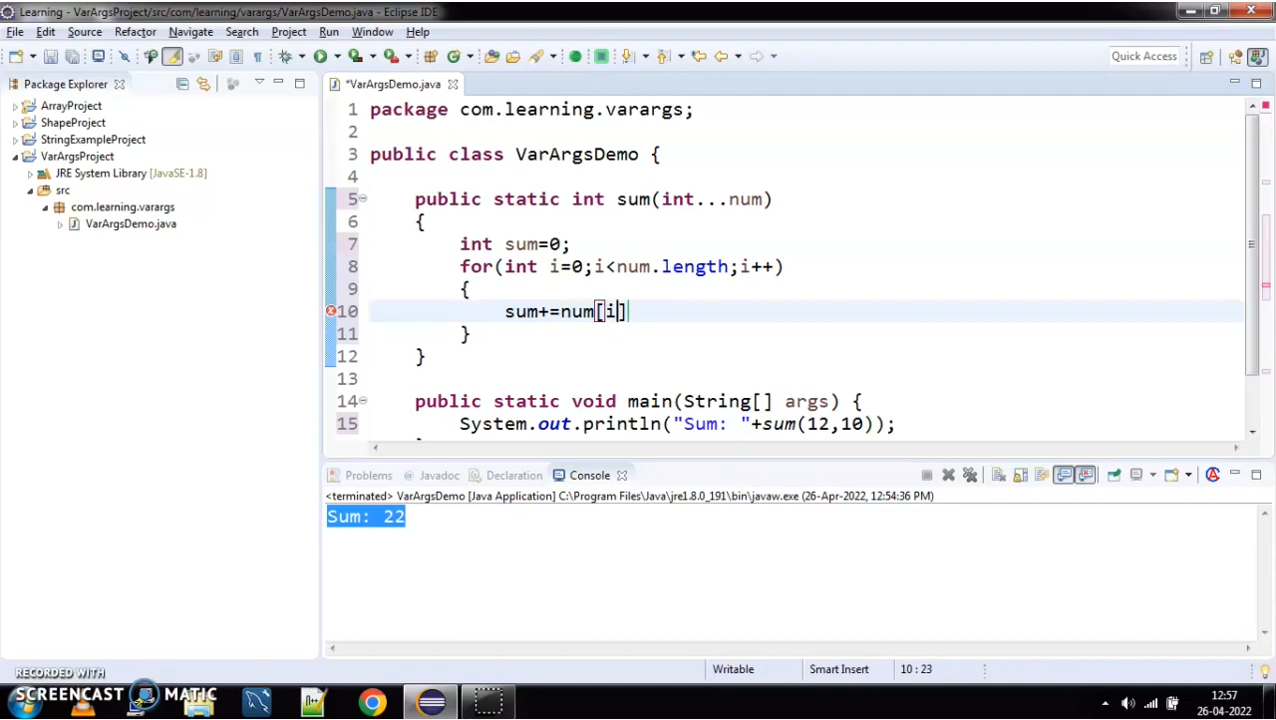 Learning - VarArgsProject/src/com/learning/varargs/VarArgsDemo.java - Eclipse IDE
File Edit Source Refactor Navigate Search Project Run Window Help
Quick Access
Package Explorer
ArrayProject
ShapeProject
StringExampleProject
VarArgsProject
JRE System Library [JavaSE-1.8]
src
com.learning.varargs
VarArgsDemo.java
*VarArgsDemo.java
1 package com.learning.varargs;
2
3 public class VarArgsDemo {
4
5 public static int sum(int...num)
6 {
7 int sum=0;
8 for(int i=0;i<num.length;i++)
9 {
10 sum+=num[i]
11 }
12 }
13
14 public static void main(String[] args) {
15 System.out.println("Sum: "+sum(12,10));
Problems Javadoc Declaration Console
<terminated> VarArgsDemo [Java Application] C:\Program Files\Java\jre1.8.0_191\bin\javaw.exe (26-Apr-2022, 12:54:36 PM)
Sum: 22
Writable Smart Insert 10 : 23
RECORDED WITH
SCREENCAST MATIC
12:57
26-04-2022